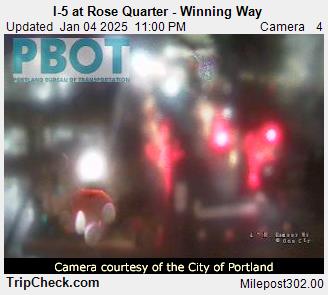 I-5 at Rose Quarter - Winning Way
Updated Jan 04 2025 11:00 PM Camera 4
PBOT
PORTLAND BUREAU OF TRANSPORTATION
Camera courtesy of the City of Portland
TripCheck.com Milepost302.00